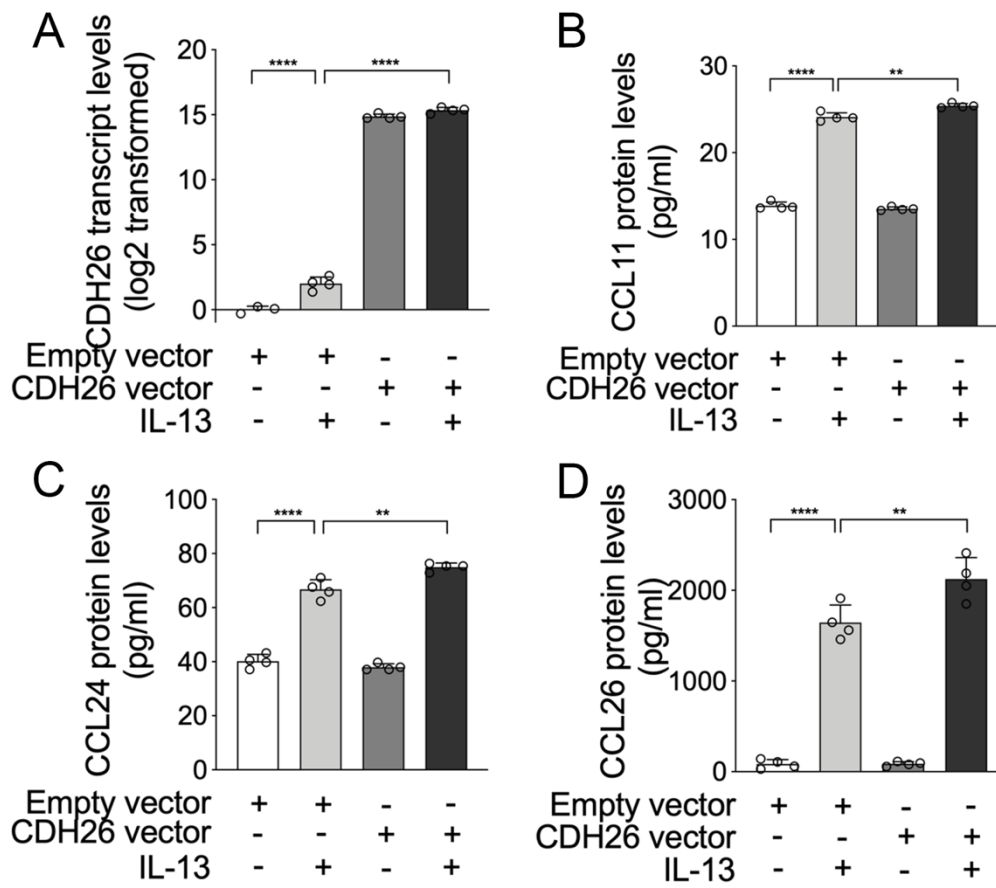 A
CDH26 transcript levels
(log2 transformed)
20
15
10
5
0
****
****
Empty vector + + - -
CDH26 vector - - + +
IL-13 - + - +
B
CCL11 protein levels
(pg/ml)
30
20
10
0
****
**
Empty vector + + - -
CDH26 vector - - + +
IL-13 - + - +
C
CCL24 protein levels
(pg/ml)
100
80
60
40
20
0
****
**
Empty vector + + - -
CDH26 vector - - + +
IL-13 - + - +
D
CCL26 protein levels
(pg/ml)
3000
2000
1000
0
****
**
Empty vector + + - -
CDH26 vector - - + +
IL-13 - + - +